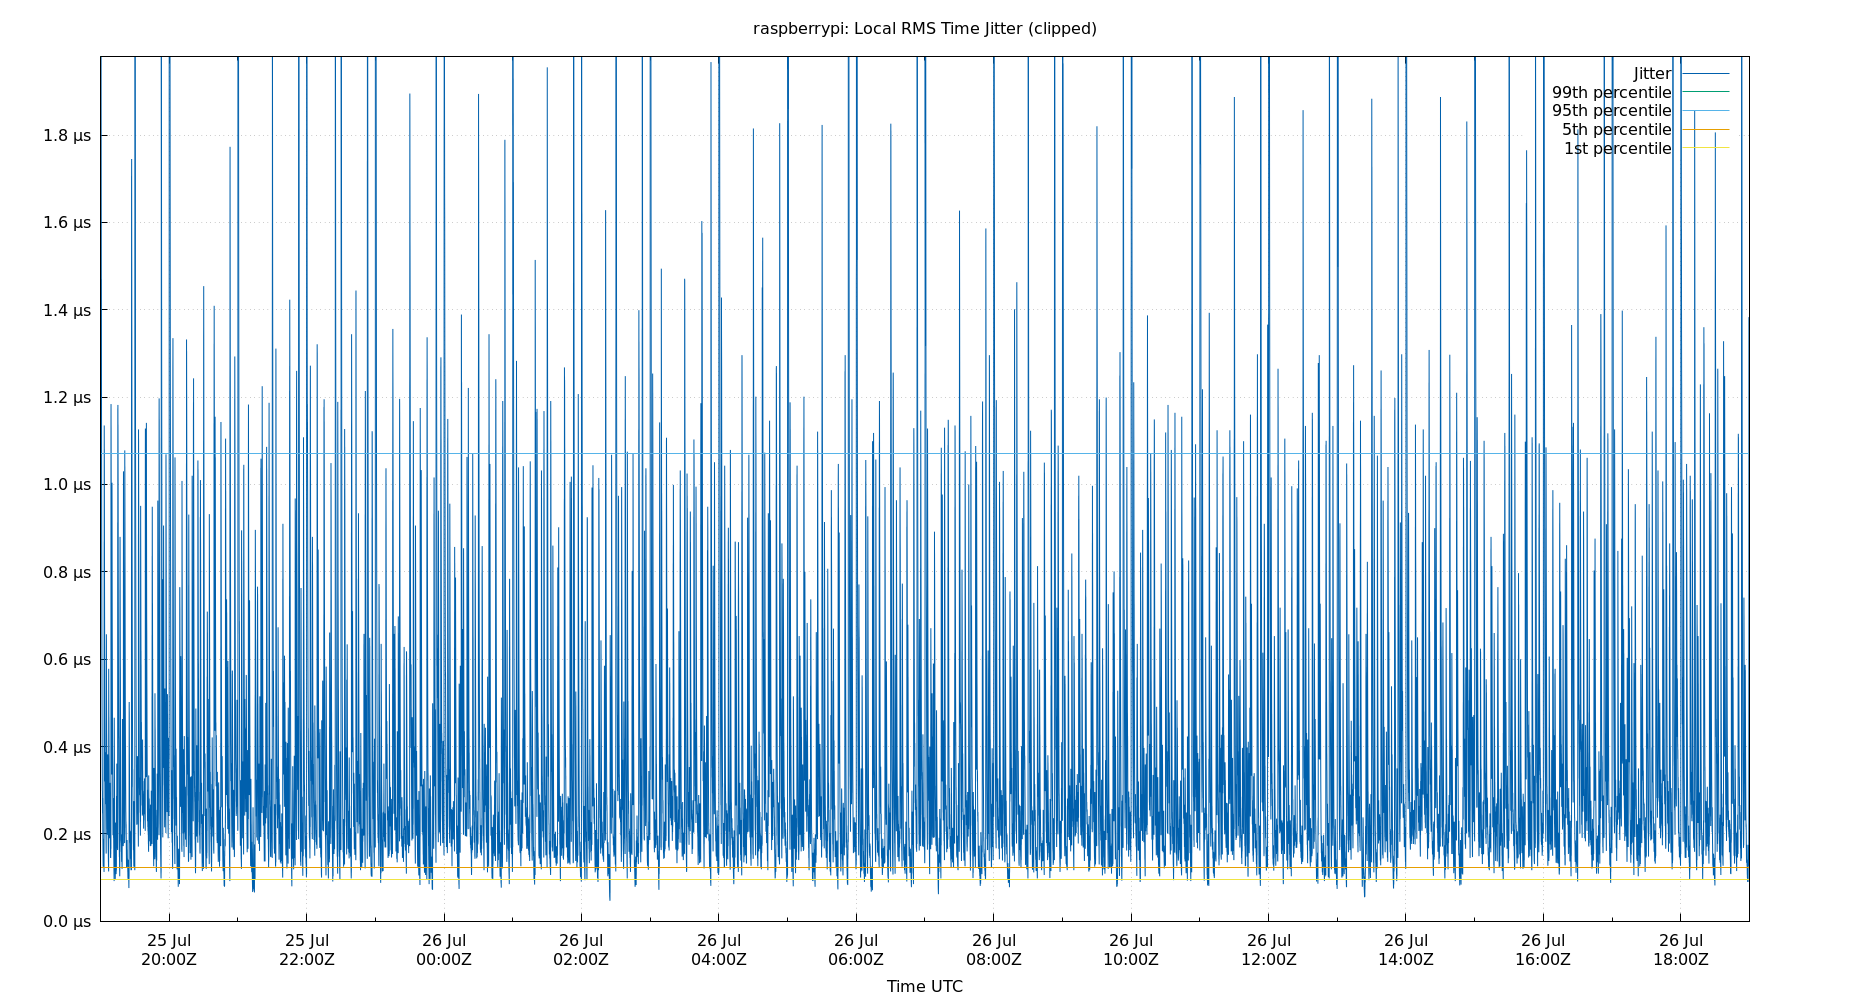 raspberrypi: Local RMS Time Jitter (clipped)
Jitter
99th percentile
95th percentile
5th percentile
1st percentile
1.8 µs
1.6 µs
1.4 µs
1.2 µs
1.0 µs
0.8 µs
0.6 µs
0.4 µs
0.2 µs
0.0 µs
25 Jul 25 Jul 26 Jul 26 Jul 26 Jul 26 Jul 26 Jul 26 Jul 26 Jul 26 Jul 26 Jul 26 Jul
20:00Z 22:00Z 00:00Z 02:00Z 04:00Z 06:00Z 08:00Z 10:00Z 12:00Z 14:00Z 16:00Z 18:00Z
Time UTC